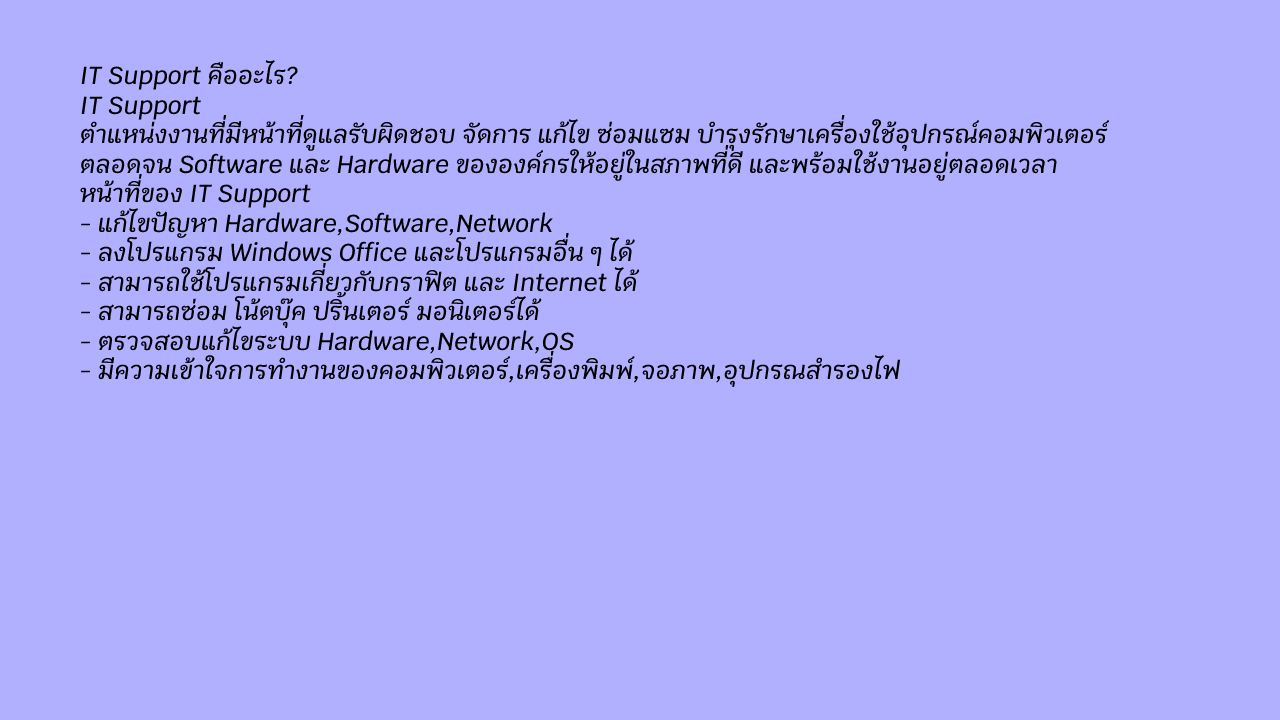 IT Support คืออะไร?
IT Support
ตำแหน่งงานที่มีหน้าที่ดูแลรับผิดชอบ จัดการ แก้ไข ซ่อมแซม บำรุงรักษาเครื่องใช้อุปกรณ์คอมพิวเตอร์
ตลอดจน Software และ Hardware ขององค์กรให้อยู่ในสภาพที่ดี และพร้อมใช้งานอยู่ตลอดเวลา
หน้าที่ของ IT Support
– แก้ไขปัญหา Hardware,Software,Network
– ลงโปรแกรม Windows Office และโปรแกรมอื่น ๆ ได้
– สามารถใช้โปรแกรมเกี่ยวกับกราฟิต และ Internet ได้
– สามารถซ่อม โน้ตบุ๊ค ปริ้นเตอร์ มอนิเตอร์ได้
– ตรวจสอบแก้ไขระบบ Hardware,Network,OS
– มีความเข้าใจการทำงานของคอมพิวเตอร์,เครื่องพิมพ์,จอภาพ,อุปกรณสำรองไฟ